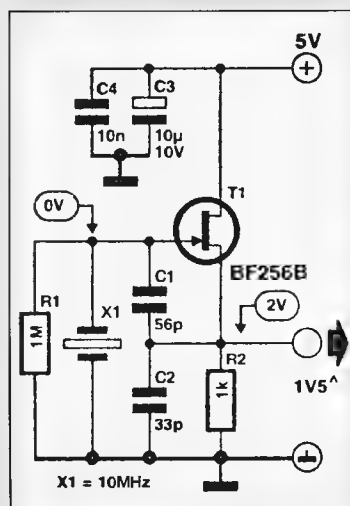 5V
C4
C3
10n
10µ
10V
T1
0V
BF256B
R1
1M
X1
C1
56p
2V
R2
1k
C2
33p
1V5^
X1 = 10MHz